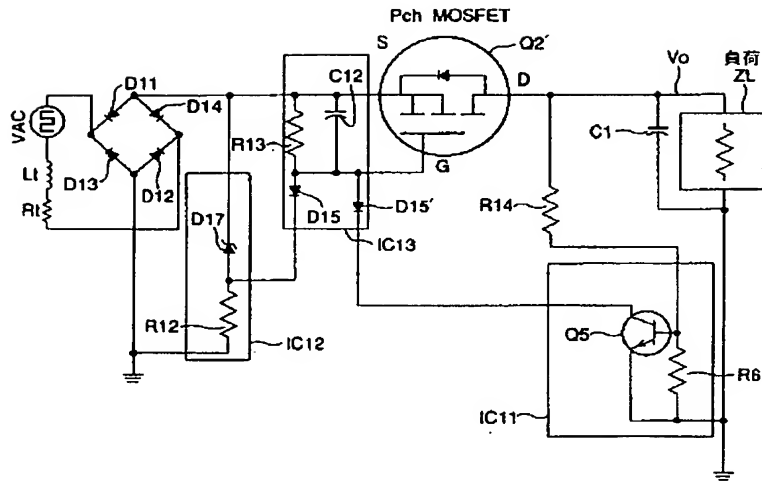 Pch MOSFET
S
Q2′
C12
D
Vo
負荷
ZL
D11
D14
VAC
R13
C1
G
Lt
D13
D12
D15
D15′
R14
Rt
D17
IC13
R12
IC12
Q5
R6
IC11